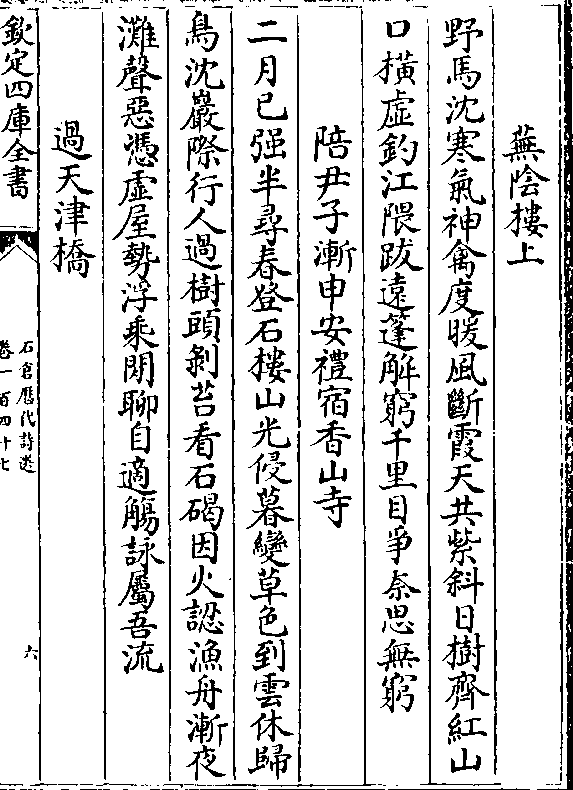 蕪陰樓上
野馬沈寒氣神禽度暖風斷霞天共紫斜日樹齊紅山
口橫虛釣江隈跋遠篷解窮千里目爭奈思無窮
陪尹子漸申安禮宿香山寺
二月已强半尋春登石樓山光侵暮變草色到雲休歸
鳥沈巖際行人過樹頭剝苔看石碣因火認漁舟漸夜
灘聲惡憑虛屋勢浮乘閑聊自適觴詠屬吾流
過天津橋
欽定四庫全書
石倉歷代詩選
卷一百四十七
六